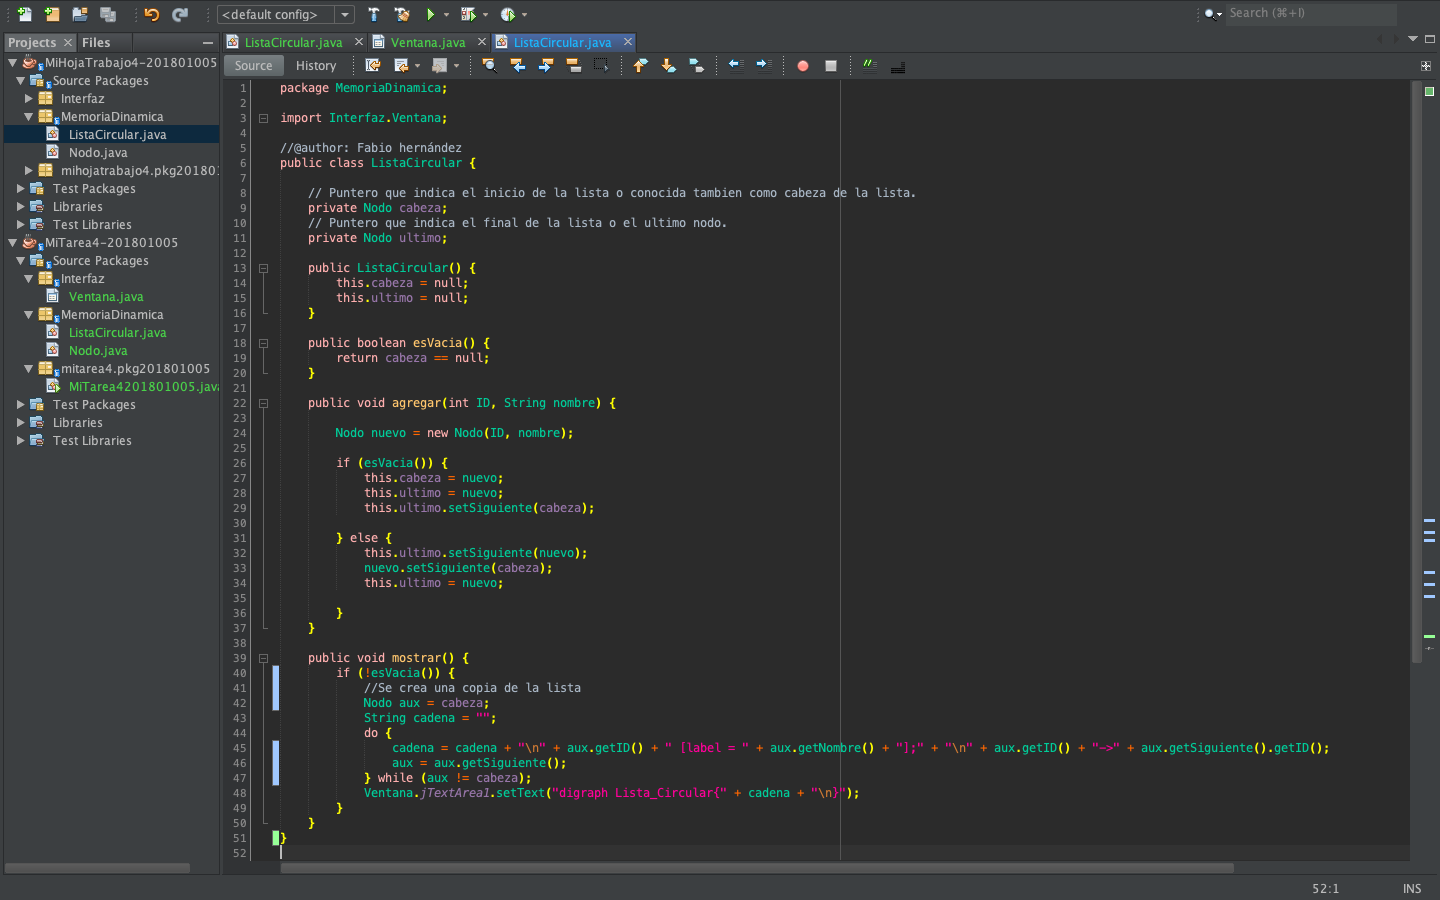 <default config>
Search (⌘+I)
Projects
Files
ListaCircular.java
Ventana.java
ListaCircular.java
Source
History
MiHojaTrabajo4-201801005
Source Packages
Interfaz
MemoriaDinamica
ListaCircular.java
Nodo.java
mihojatrabajo4.pkg20180
Test Packages
Libraries
Test Libraries
MiTarea4-201801005
Source Packages
Interfaz
Ventana.java
MemoriaDinamica
ListaCircular.java
Nodo.java
mitarea4.pkg201801005
MiTarea4201801005.java
Test Packages
Libraries
Test Libraries
1 package MemoriaDinamica;
2
3 import Interfaz.Ventana;
4
5 //@author: Fabio hernández
6 public class ListaCircular {
7
8 // Puntero que indica el inicio de la lista o conocida tambien como cabeza de la lista.
9 private Nodo cabeza;
10 // Puntero que indica el final de la lista o el ultimo nodo.
11 private Nodo ultimo;
12
13 public ListaCircular() {
14 this.cabeza = null;
15 this.ultimo = null;
16 }
17
18 public boolean esVacia() {
19 return cabeza == null;
20 }
21
22 public void agregar(int ID, String nombre) {
23
24 Nodo nuevo = new Nodo(ID, nombre);
25
26 if (esVacia()) {
27 this.cabeza = nuevo;
28 this.ultimo = nuevo;
29 this.ultimo.setSiguiente(cabeza);
30
31 } else {
32 this.ultimo.setSiguiente(nuevo);
33 nuevo.setSiguiente(cabeza);
34 this.ultimo = nuevo;
35
36 }
37 }
38
39 public void mostrar() {
40 if (!esVacia()) {
41 //Se crea una copia de la lista
42 Nodo aux = cabeza;
43 String cadena = "";
44 do {
45 cadena = cadena + "\n" + aux.getID() + " [label = " + aux.getNombre() + "];" + "\n" + aux.getID() + "->" + aux.getSiguiente().getID();
46 aux = aux.getSiguiente();
47 } while (aux != cabeza);
48 Ventana.jTextArea1.setText("digraph Lista_Circular{" + cadena + "\n}");
49 }
50 }
51 }
52
52:1
INS